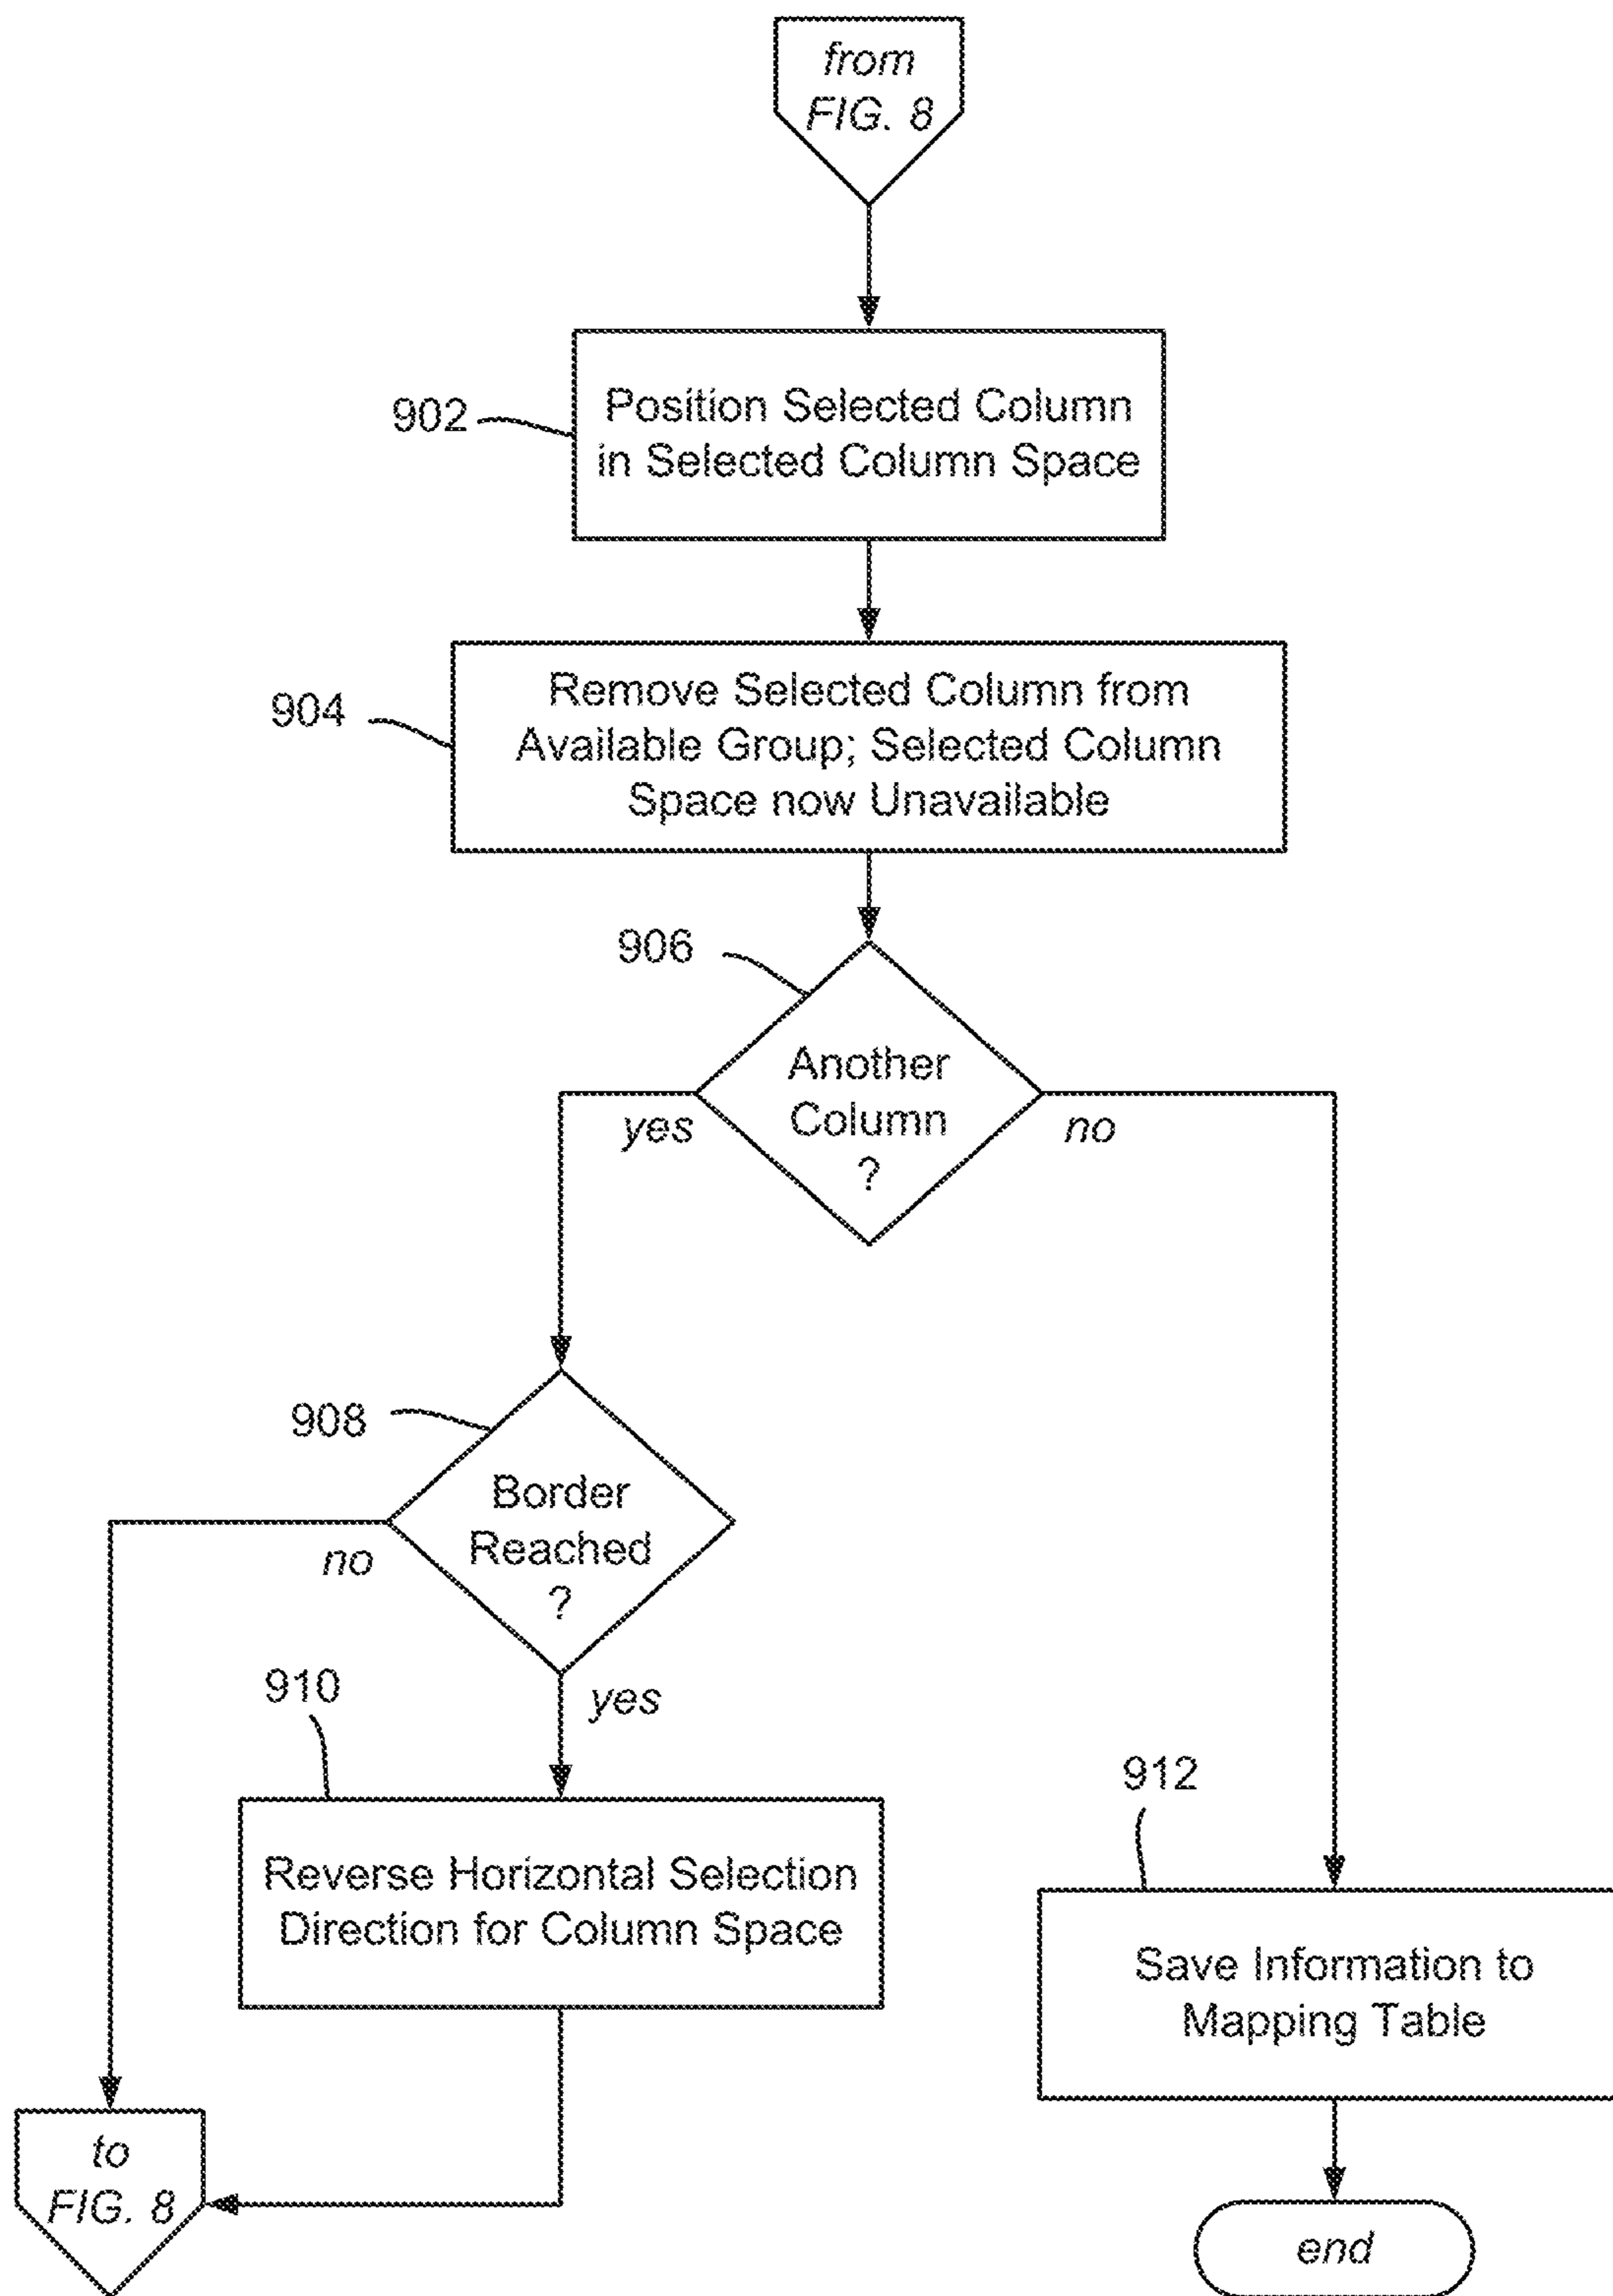 from
FIG. 8
902
Position Selected Column
in Selected Column Space
904
Remove Selected Column from
Available Group; Selected Column
Space now Unavailable
906
Another
Column
?
yes
no
908
Border
Reached
?
no
yes
910
Reverse Horizontal Selection
Direction for Column Space
912
Save Information to
Mapping Table
to
FIG. 8
end